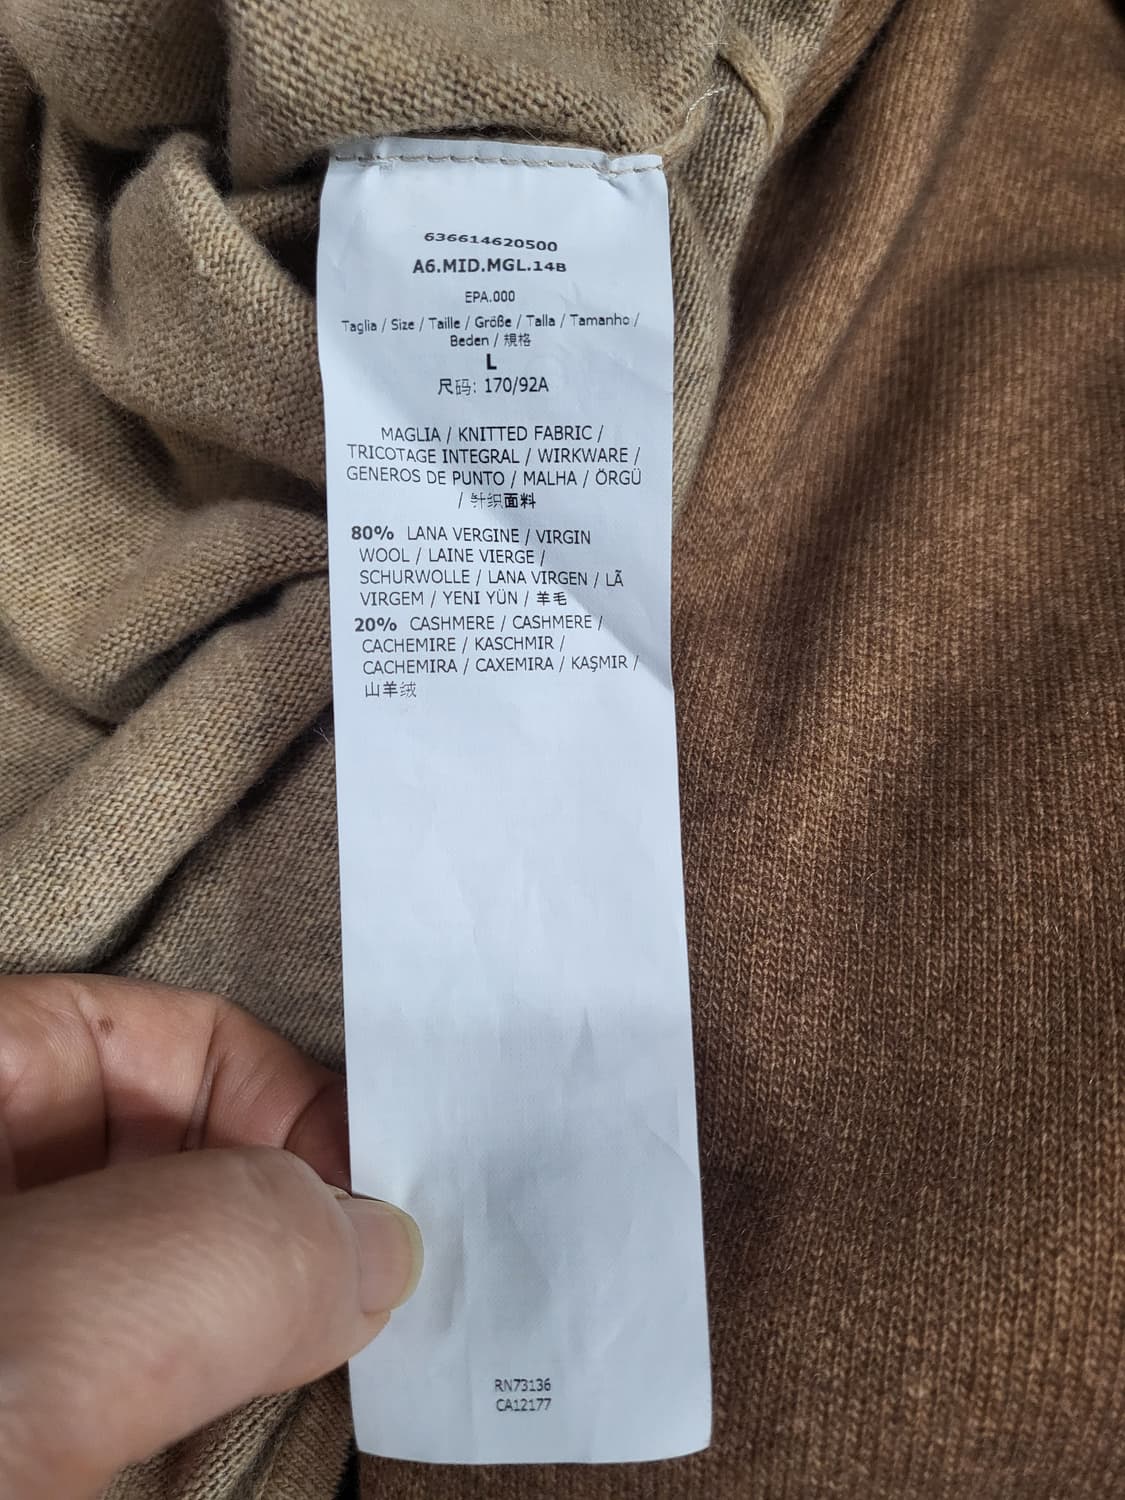 636614620500
A6.MID.MGL.14B
EPA.000
Taglia / Size / Taille / Größe / Talla / Tamanho /
Beden / 規格
L
尺码: 170/92A
MAGLIA / KNITTED FABRIC /
TRICOTAGE INTEGRAL / WIRKWARE /
GENEROS DE PUNTO / MALHA / ÖRGÜ
/ 针织面料
80% LANA VERGINE / VIRGIN
WOOL / LAINE VIERGE /
SCHURWOLLE / LANA VIRGEN / LÃ
VIRGEM / YENI YÜN / 羊毛
20% CASHMERE / CASHMERE /
CACHEMIRE / KASCHMIR /
CACHEMIRA / CAXEMIRA / KAŞMIR /
山羊绒
RN73136
CA12177